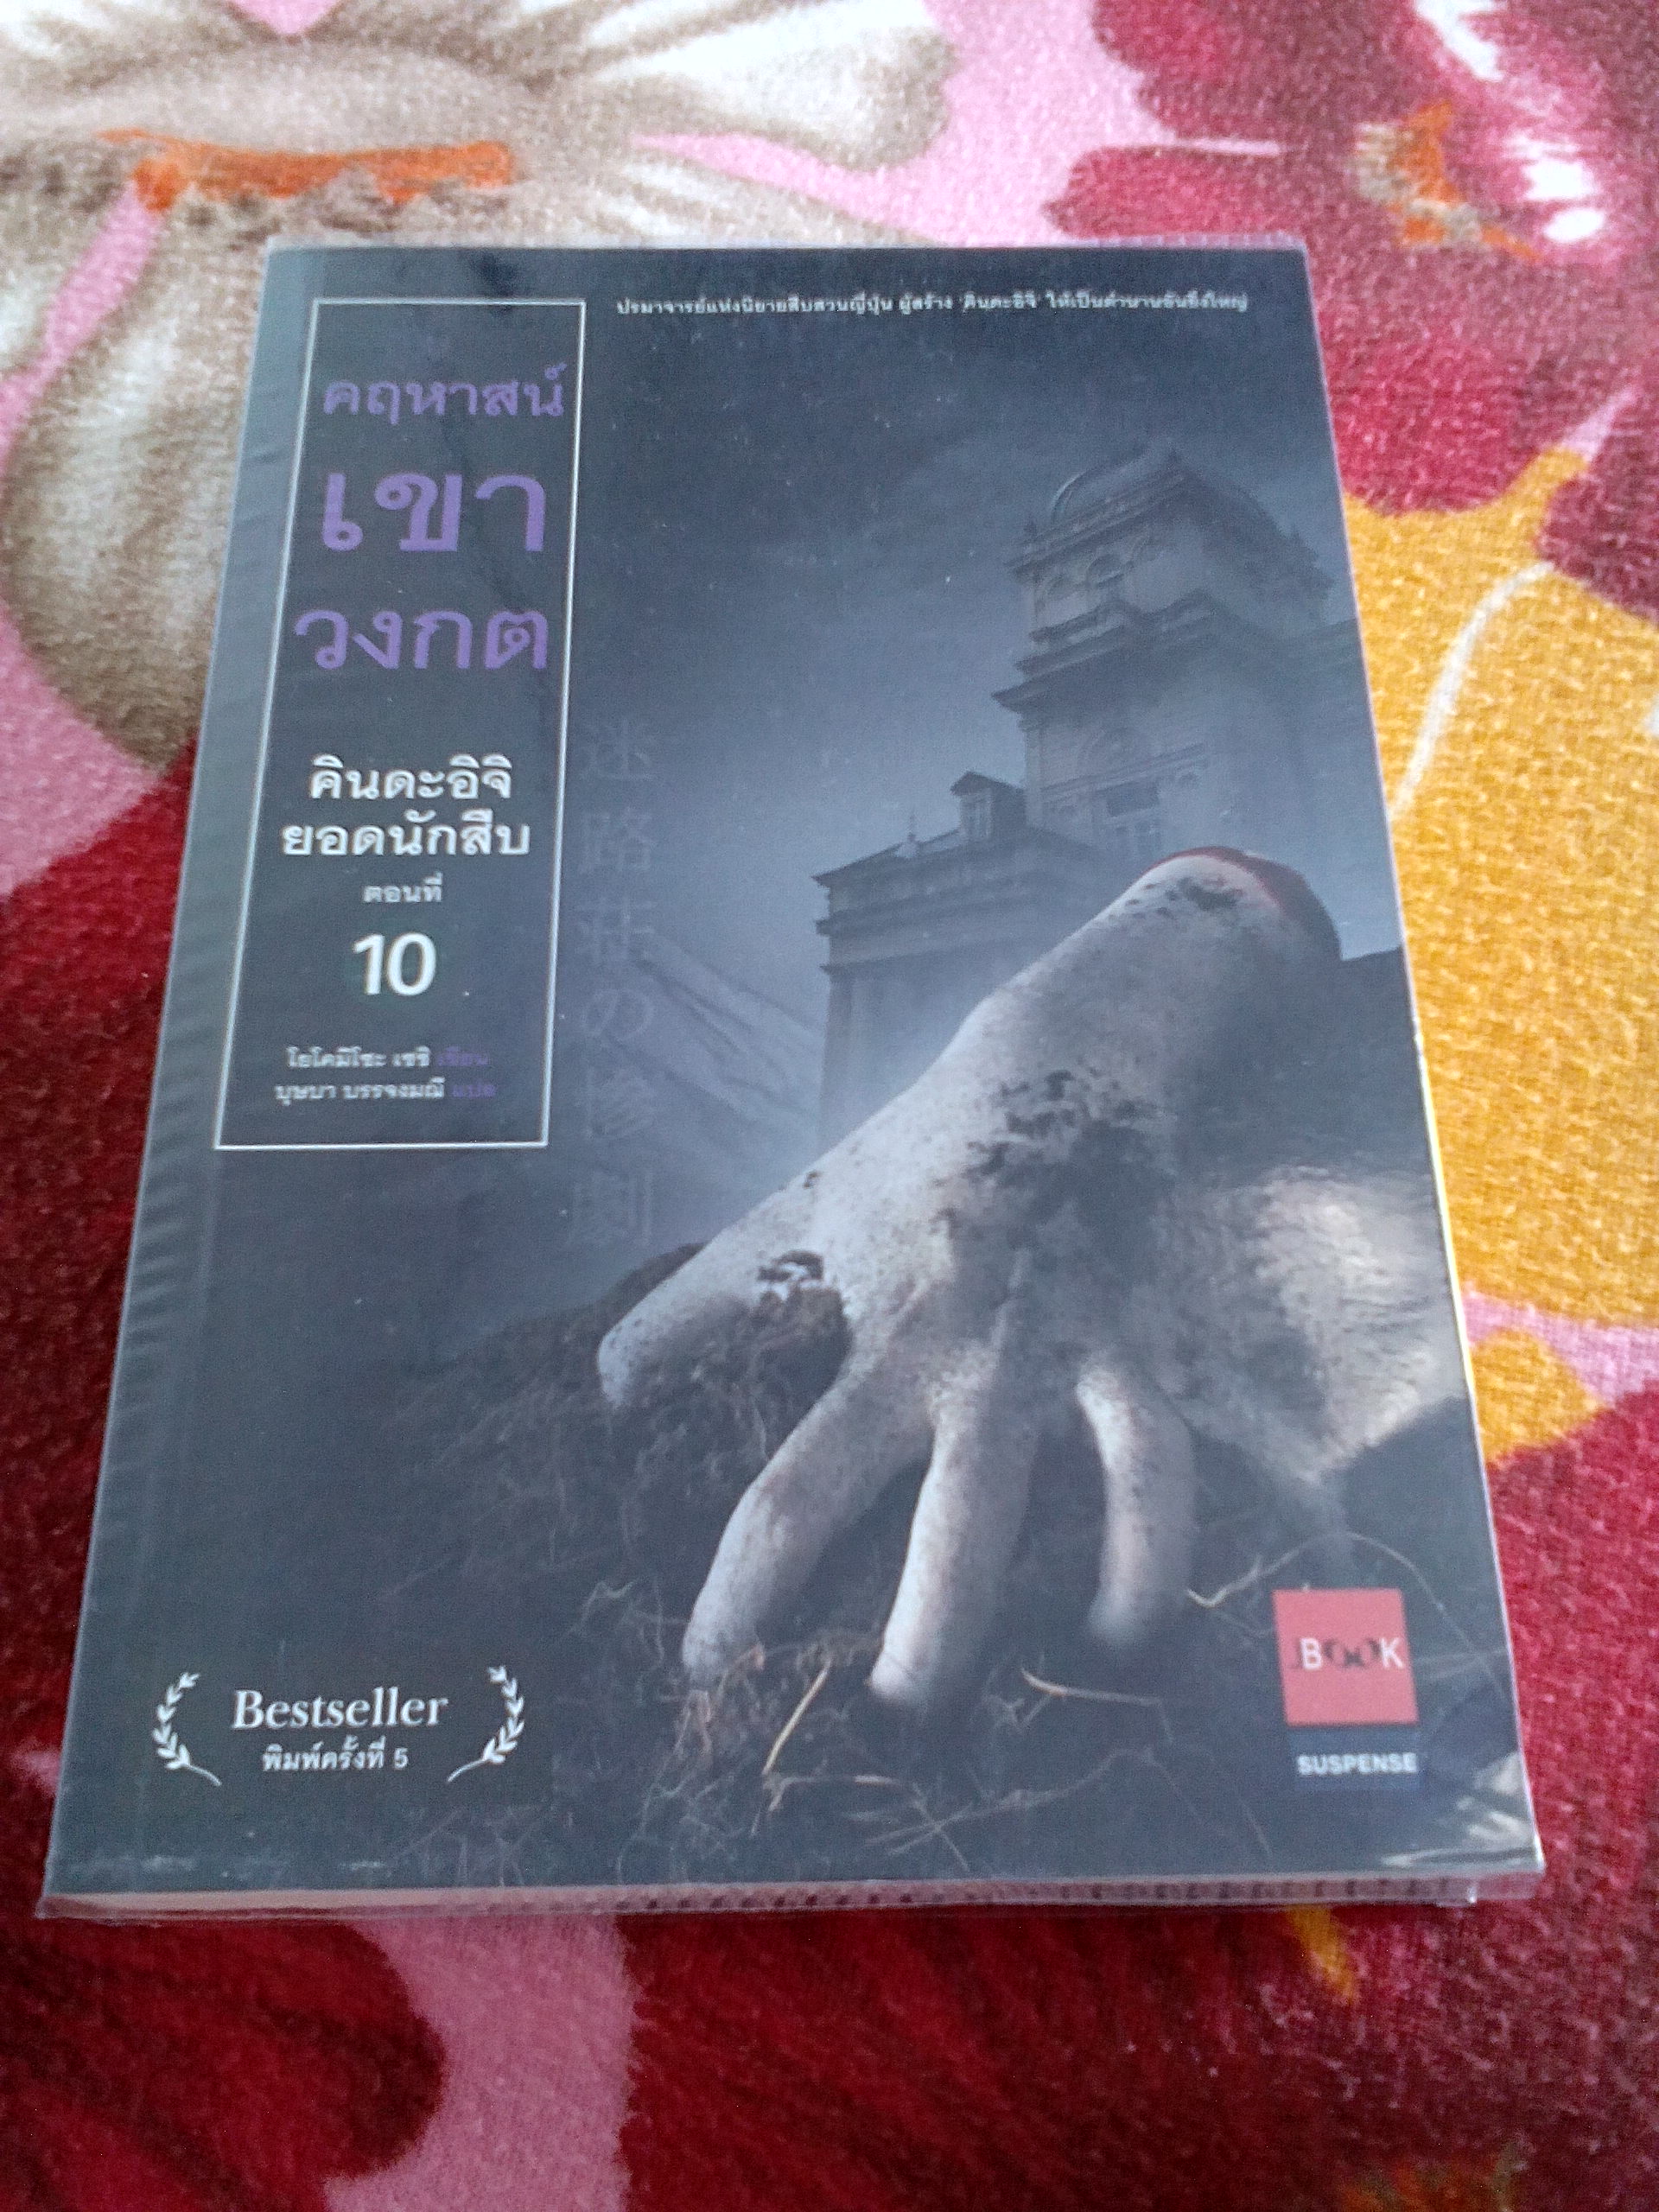 ปรมาจารย์แห่งนิยายสืบสวนญี่ปุ่น ผู้สร้าง 'คินดะอิจิ' ให้เป็นตำนานอันยิ่งใหญ่
คฤหาสน์
เขา
วงกต
คินดะอิจิ
ยอดนักสืบ
ตอนที่
10
โยโคมิโซะ เซชิ เขียน
บุษบา บรรจงมณี แปล
迷路荘の惨劇
Bestseller
พิมพ์ครั้งที่ 5
JBOOK
SUSPENSE